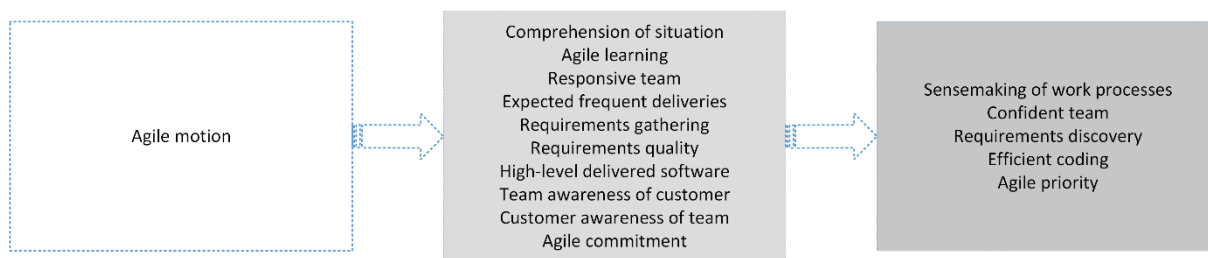 Agile motion
Comprehension of situation
Agile learning
Responsive team
Expected frequent deliveries
Requirements gathering
Requirements quality
High-level delivered software
Team awareness of customer
Customer awareness of team
Agile commitment
Sensemaking of work processes
Confident team
Requirements discovery
Efficient coding
Agile priority